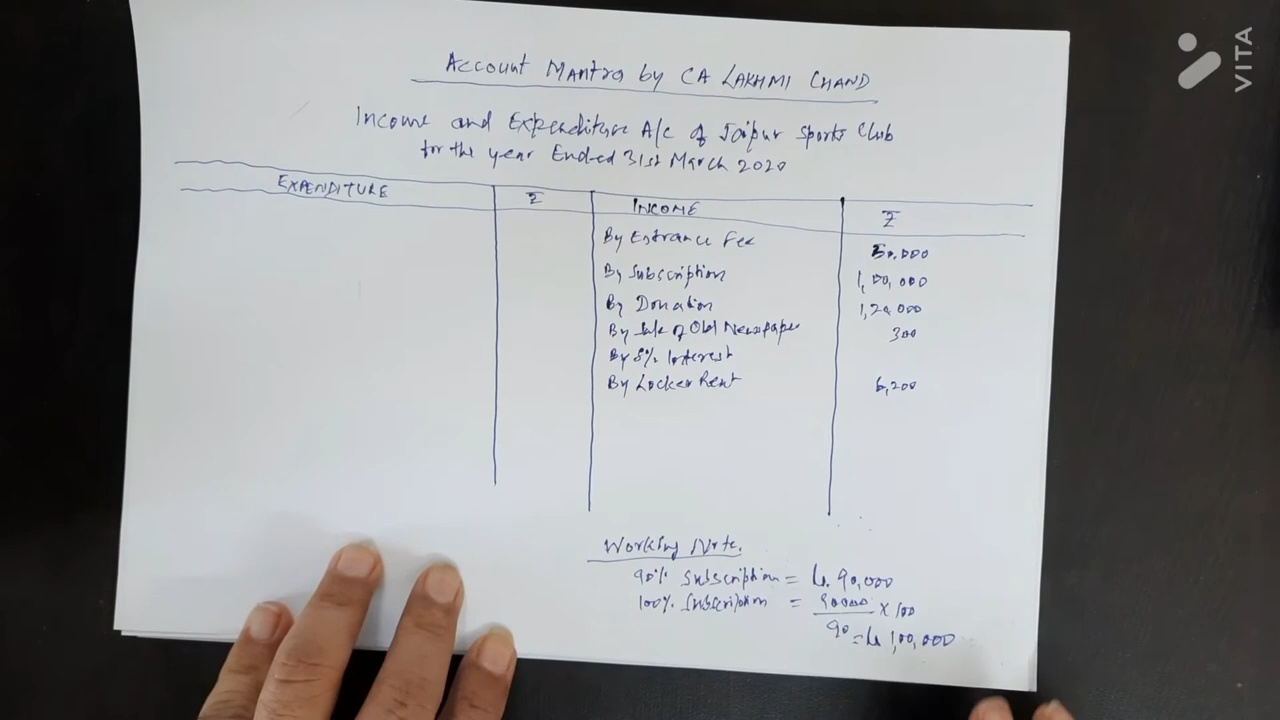 Account Mantra by CA LAKHMI CHAND
Income and Expenditure A/c of Jaipur Sports Club
for the year Ended 31st March 2020
EXPENDITURE ₹ INCOME ₹
By Entrance Fee 50,000
By Subscription 1,00,000
By Donation 1,20,000
By Sale of Old Newspaper 300
By 8% Interest
By Locker Rent 6,200
Working Note.
90% Subscription = 90,000
100% Subscription = 90000 × 100
90
= 1,00,000
VITA